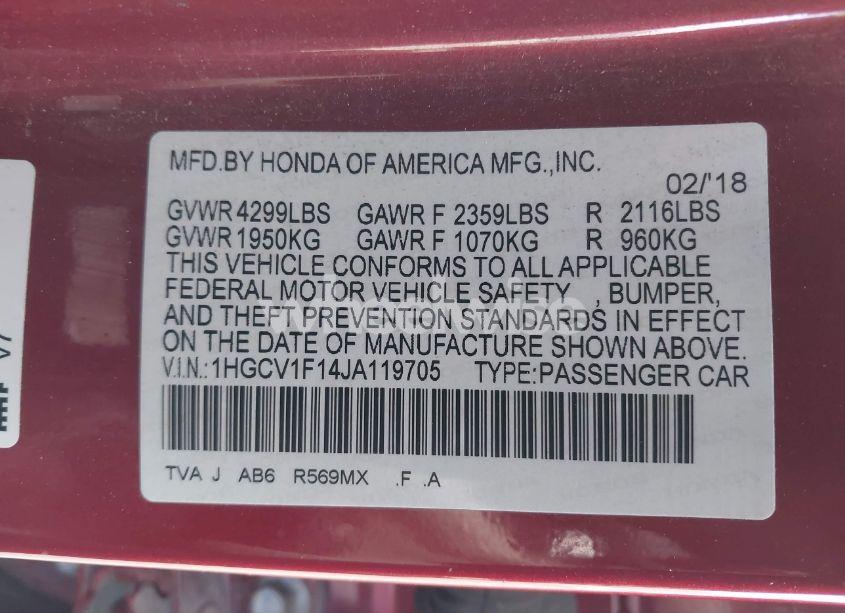 MFD.BY HONDA OF AMERICA MFG.,INC.
02/'18
GVWR 4299LBS GAWR F 2359LBS R 2116LBS
GVWR 1950KG GAWR F 1070KG R 960KG
THIS VEHICLE CONFORMS TO ALL APPLICABLE
FEDERAL MOTOR VEHICLE SAFETY , BUMPER,
AND THEFT PREVENTION STANDARDS IN EFFECT
ON THE DATE OF MANUFACTURE SHOWN ABOVE.
V.I.N.:1HGCV1F14JA119705 TYPE:PASSENGER CAR
TVA J AB6 R569MX .F .A